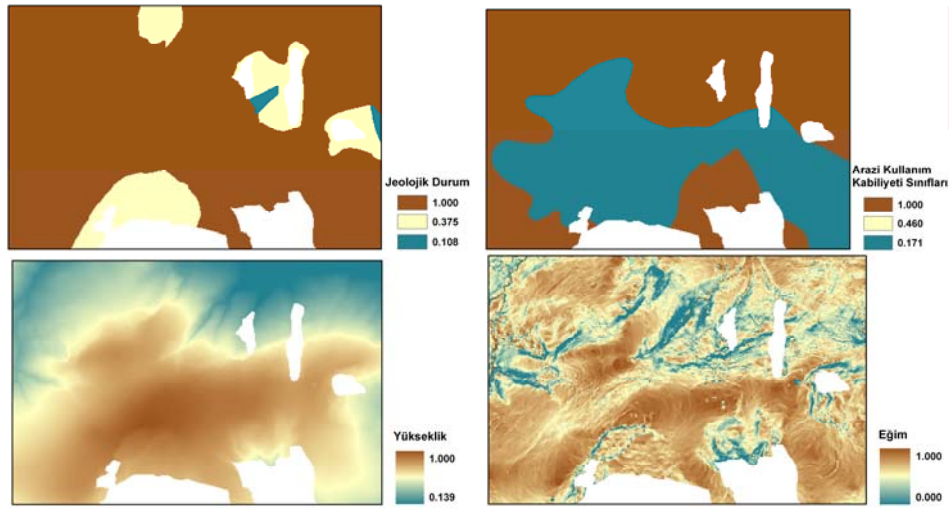 Jeolojik Durum
1.000
0.375
0.108
Arazi Kullanım
Kabiliyeti Sınıfları
1.000
0.460
0.171
Yükseklik
1.000
0.139
Eğim
1.000
0.000